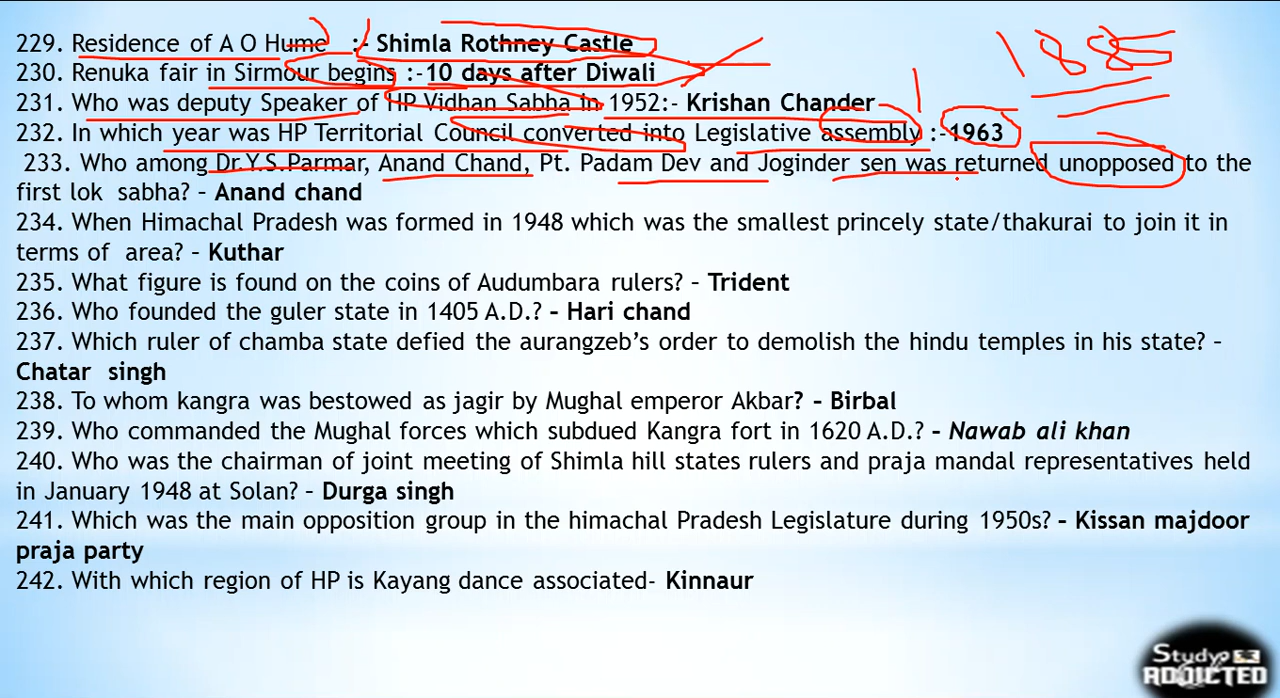 229. Residence of A O Hume :- Shimla Rothney Castle
1885
230. Renuka fair in Sirmour begins :-10 days after Diwali
231. Who was deputy Speaker of HP Vidhan Sabha in 1952:- Krishan Chander
232. In which year was HP Territorial Council converted into Legislative assembly :-1963
233. Who among Dr.Y.S.Parmar, Anand Chand, Pt. Padam Dev and Joginder sen was returned unopposed to the
first lok sabha? – Anand chand
234. When Himachal Pradesh was formed in 1948 which was the smallest princely state/thakurai to join it in
terms of area? – Kuthar
235. What figure is found on the coins of Audumbara rulers? – Trident
236. Who founded the guler state in 1405 A.D.? – Hari chand
237. Which ruler of chamba state defied the aurangzeb’s order to demolish the hindu temples in his state? –
Chatar singh
238. To whom kangra was bestowed as jagir by Mughal emperor Akbar? – Birbal
239. Who commanded the Mughal forces which subdued Kangra fort in 1620 A.D.? – Nawab ali khan
240. Who was the chairman of joint meeting of Shimla hill states rulers and praja mandal representatives held
in January 1948 at Solan? – Durga singh
241. Which was the main opposition group in the himachal Pradesh Legislature during 1950s? – Kissan majdoor
praja party
242. With which region of HP is Kayang dance associated- Kinnaur
Study
ADDICTED